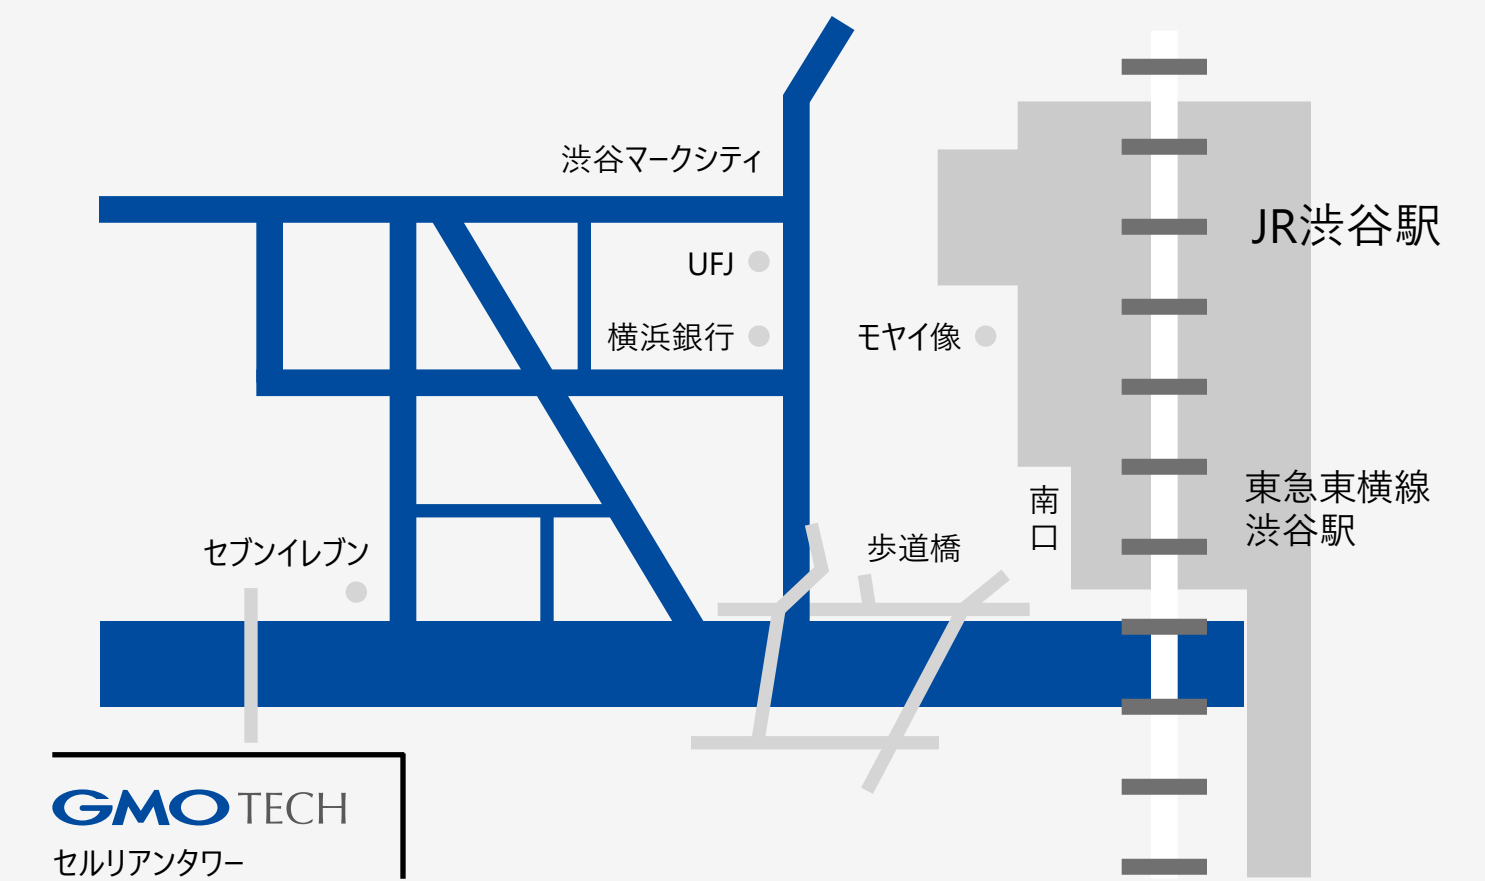 渋谷マークシティ
JR渋谷駅
UFJ
横浜銀行
モヤイ像
東急東横線
渋谷駅
南口
歩道橋
セブンイレブン
GMO TECH
セルリアンタワー